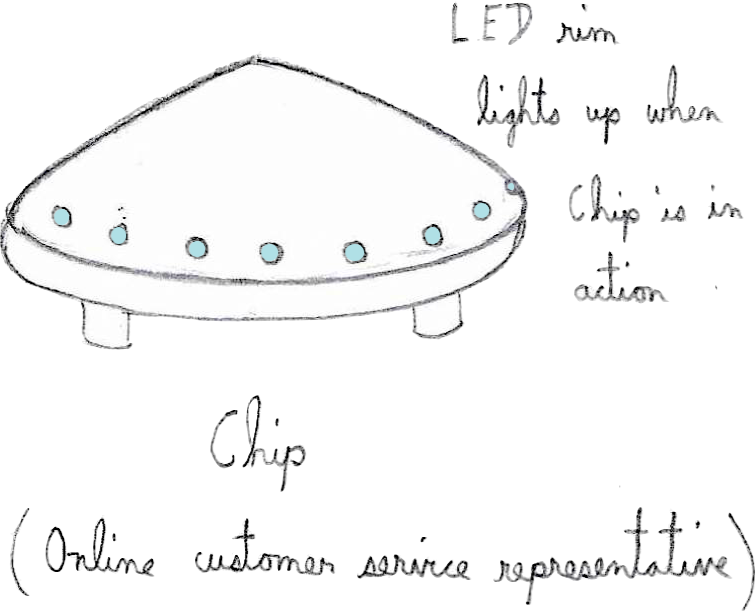 LED rim
lights up when
Chip is in
action
Chip
(Online customer service representative)